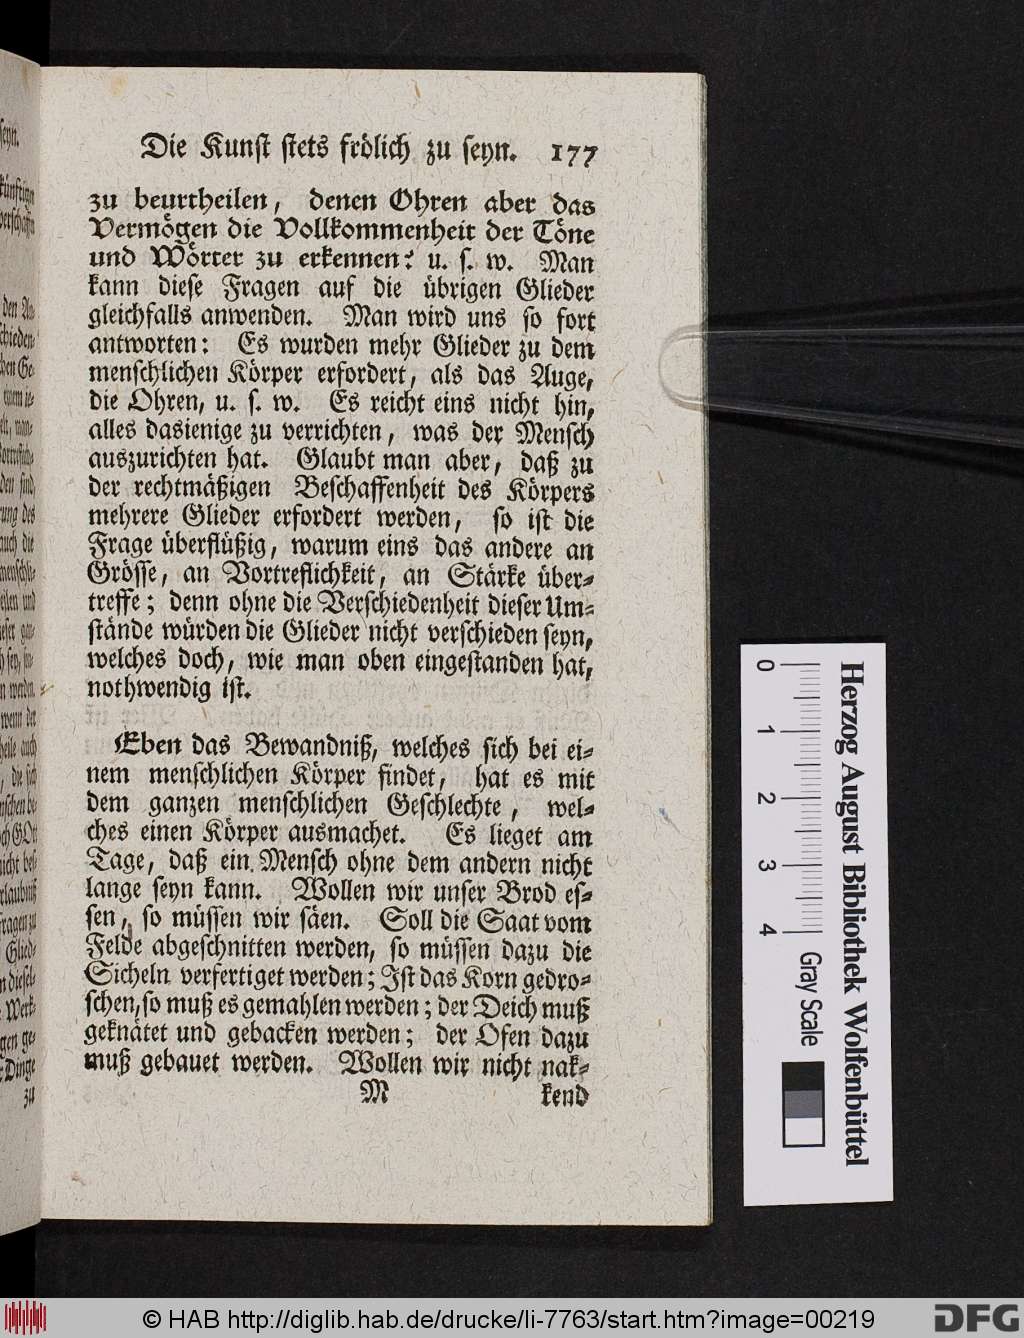 Die Kunst stets frölich zu seyn. 177
zu beurtheilen, denen Ohren aber das
Vermögen die Vollkommenheit der Töne
und Wörter zu erkennen? u. s. w. Man
kann diese Fragen auf die übrigen Glieder
gleichfalls anwenden. Man wird uns so fort
antworten: Es wurden mehr Glieder zu dem
menschlichen Körper erfordert, als das Auge,
die Ohren, u. s. w. Es reicht eins nicht hin,
alles dasienige zu verrichten, was der Mensch
auszurichten hat. Glaubt man aber, daß zu
der rechtmäßigen Beschaffenheit des Körpers
mehrere Glieder erfordert werden, so ist die
Frage überflüßig, warum eins das andere an
Grösse, an Vortreflichkeit, an Stärke über-
treffe; denn ohne die Verschiedenheit dieser Um-
stände würden die Glieder nicht verschieden seyn,
welches doch, wie man oben eingestanden hat,
nothwendig ist.
Eben das Bewandniß, welches sich bei ei-
nem menschlichen Körper findet, hat es mit
dem ganzen menschlichen Geschlechte, wel-
ches einen Körper ausmachet. Es lieget am
Tage, daß ein Mensch ohne dem andern nicht
lange seyn kann. Wollen wir unser Brod es-
sen, so müssen wir säen. Soll die Saat vom
Felde abgeschnitten werden, so müssen dazu die
Sicheln verfertiget werden; Ist das Korn gedro-
schen, so muß es gemahlen werden; der Deich muß
geknätet und gebacken werden; der Ofen dazu
muß gebauet werden. Wollen wir nicht nak-
M kend
0 1 2 3 4 Gray Scale
Herzog August Bibliothek Wolfenbüttel
© HAB http://diglib.hab.de/drucke/li-7763/start.htm?image=00219
DFG